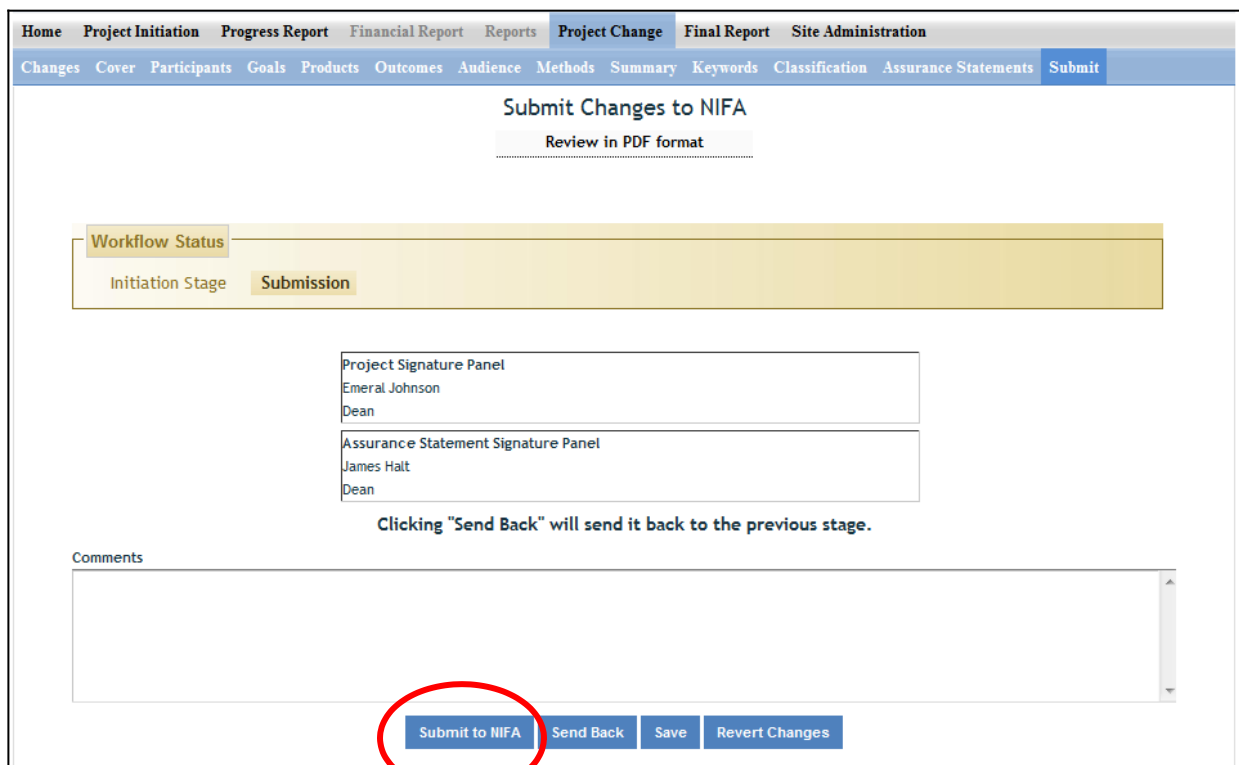 Home Project Initiation Progress Report Financial Report Reports Project Change Final Report Site Administration
Changes Cover Participants Goals Products Outcomes Audience Methods Summary Keywords Classification Assurance Statements Submit
Submit Changes to NIFA
Review in PDF format
Workflow Status
Initiation Stage Submission
Project Signature Panel
Emeral Johnson
Dean
Assurance Statement Signature Panel
James Halt
Dean
Clicking "Send Back" will send it back to the previous stage.
Comments
Submit to NIFA Send Back Save Revert Changes